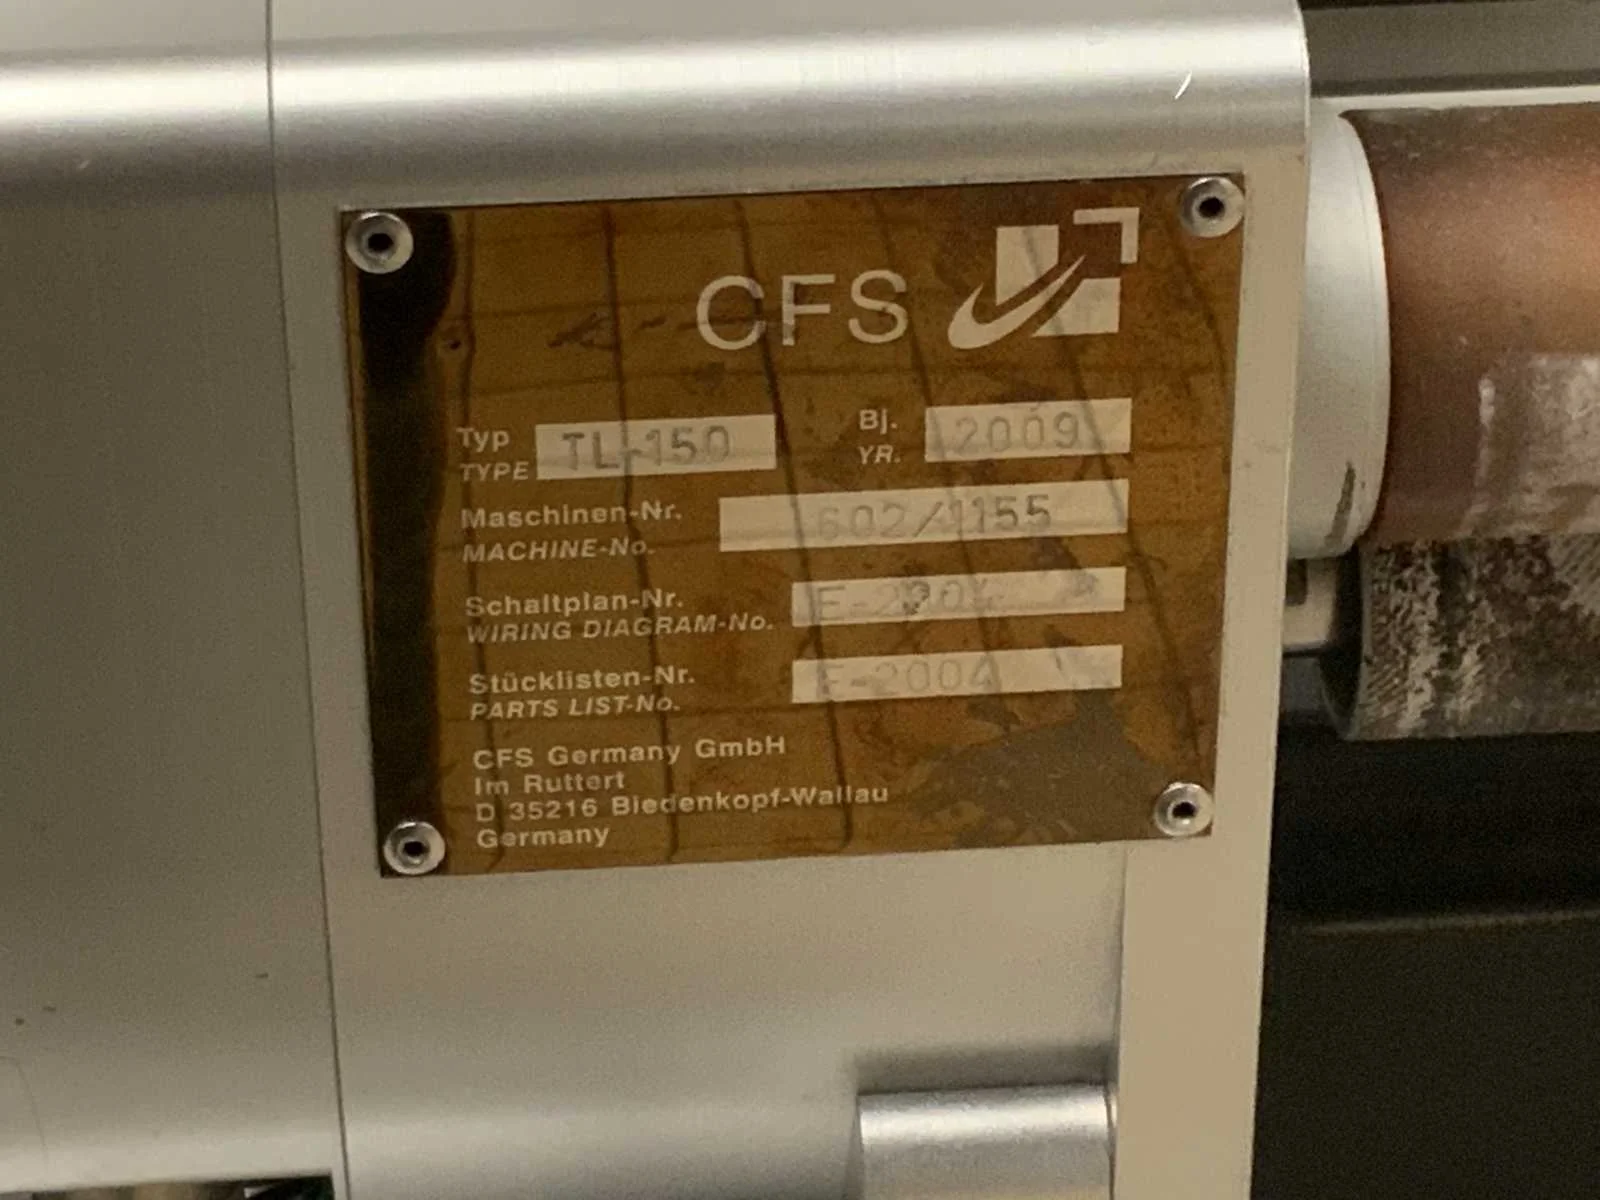 CFS
Typ TYPE TL-150 Bj. YR. 2009
Maschinen-Nr. MACHINE-No. 602/1155
Schaltplan-Nr. WIRING DIAGRAM-No. E-2004
Stücklisten-Nr. PARTS LIST-No. E-2004
CFS Germany GmbH
Im Ruttert
D 35216 Biedenkopf-Wallau
Germany